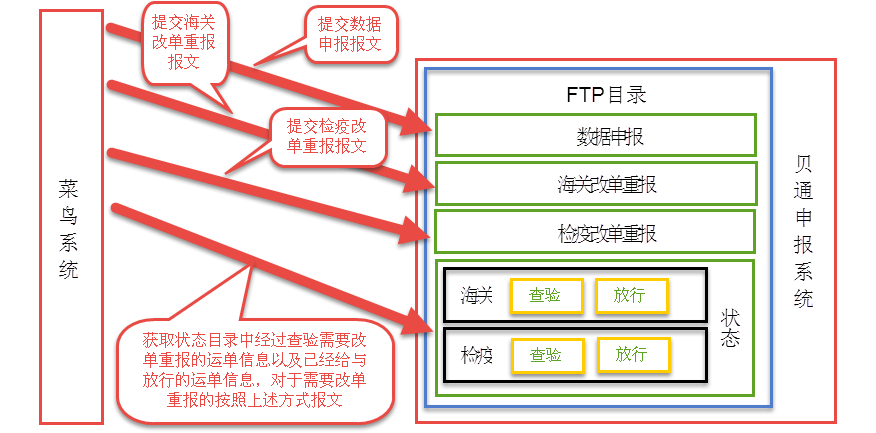 菜鸟系统
提交海关
改单重报
报文
提交数据
申报报文
提交检疫改
单重报报文
获取状态目录中经过查验需要改
单重报的运单信息以及已经给与
放行的运单信息，对于需要改单
重报的按照上述方式报文
FTP目录
数据申报
海关改单重报
检疫改单重报
海关 查验 放行
检疫 查验 放行
状态
贝通申报系统